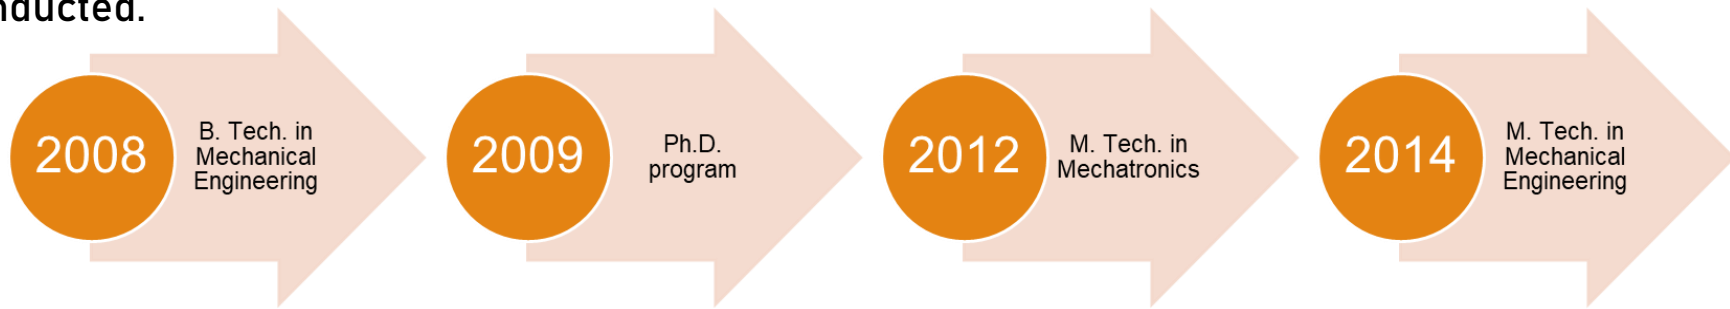 nducted.
2008
B. Tech. in
Mechanical
Engineering
2009
Ph.D.
program
2012
M. Tech. in
Mechatronics
2014
M. Tech. in
Mechanical
Engineering